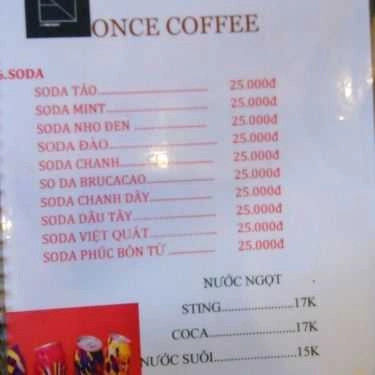 ONCE COFFEE
6.SODA
SODA TÁO.................................25.000đ
SODA MINT..............................25.000đ
SODA NHO ĐEN ......................25.000đ
SODA ĐÀO..............................25.000đ
SODA CHANH..........................25.000đ
SO DA BRUCACAO....................25.000đ
SODA CHANH DÂY...................25.000đ
SODA DÂU TÂY........................25.000đ
SODA VIỆT QUẤT.....................25.000đ
SODA PHÚC BỒN TỬ ...............25.000đ
NƯỚC NGỌT
STING........................17K
COCA........................17K
NƯỚC SUỐI...................15K